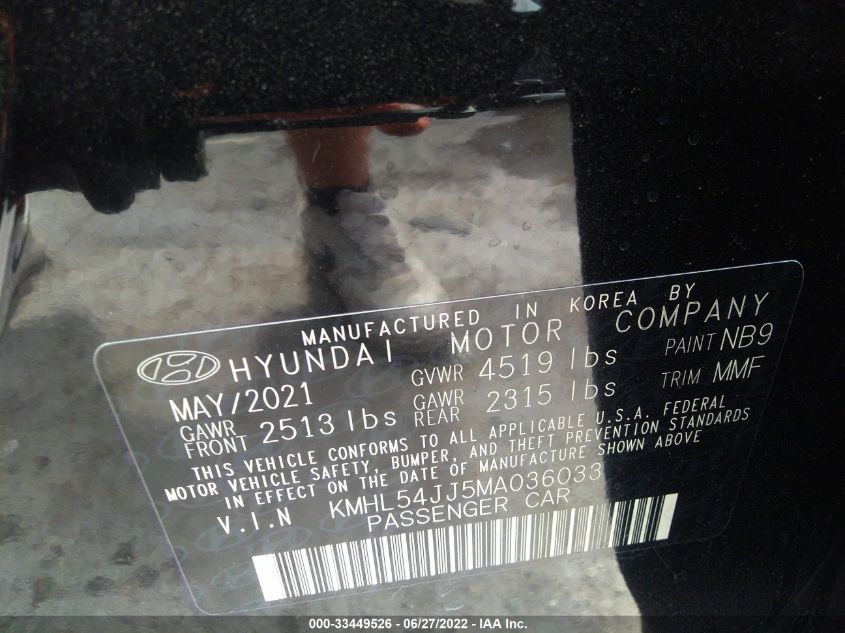 MANUFACTURED IN KOREA BY
HYUNDAI MOTOR COMPANY
MAY/2021 GVWR 4519 lbs PAINT NB9
GAWR FRONT 2513 lbs GAWR REAR 2315 lbs TRIM MMF
THIS VEHICLE CONFORMS TO ALL APPLICABLE U.S.A. FEDERAL
MOTOR VEHICLE SAFETY, BUMPER, AND THEFT PREVENTION STANDARDS
IN EFFECT ON THE DATE OF MANUFACTURE SHOWN ABOVE
V.I.N KMHL54JJ5MA036033
PASSENGER CAR
000-33449526 - 06/27/2022 - IAA Inc.